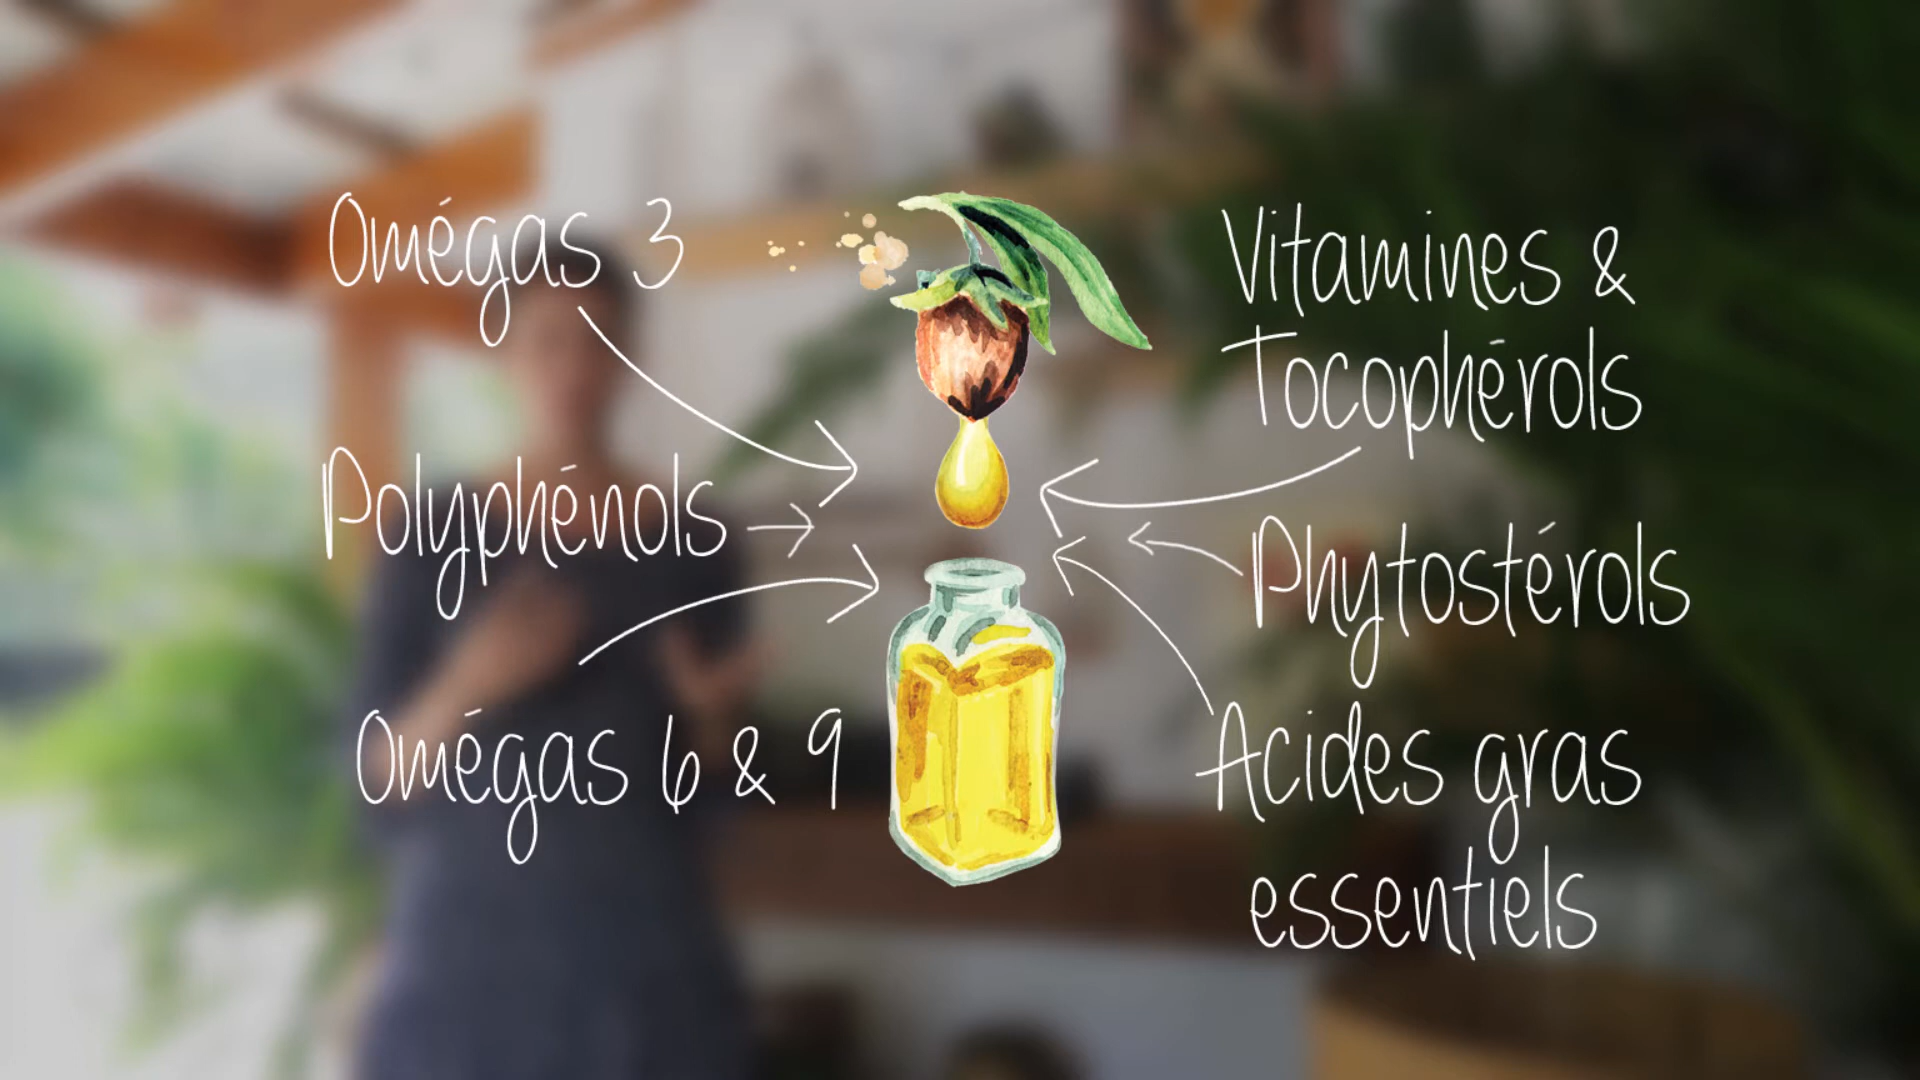 Omégas 3
Polyphénols
Omégas 6 & 9
Vitamines &
Tocophérols
Phytostérols
Acides gras
essentiels